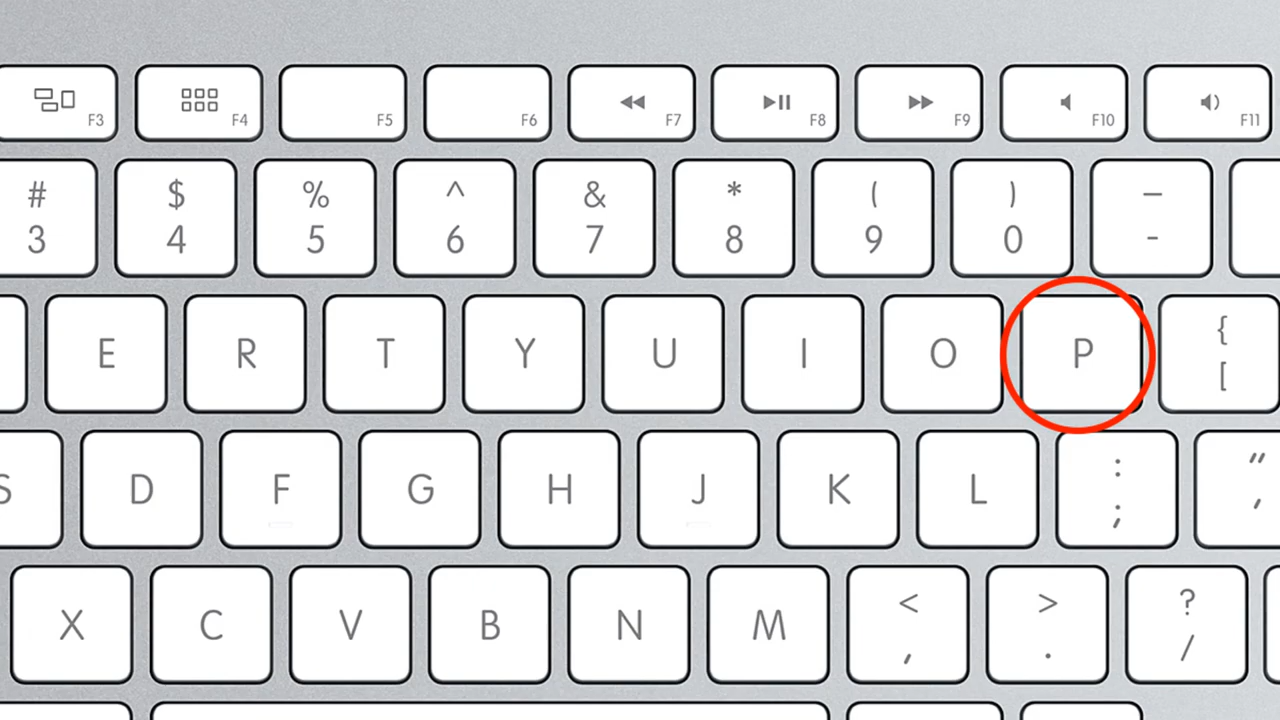 F3 F4 F5 F6 F7 F8 F9 F10 F11
# $ % ^ & * ( ) –
3 4 5 6 7 8 9 0 -
E R T Y U I O P {
[
S D F G H J K L : "
; '
X C V B N M < > ?
, . /